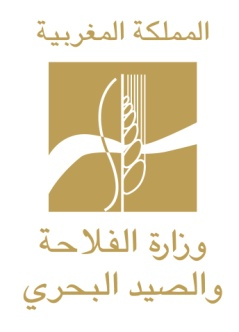 المملكة المغربية
وزارة الفلاحة
والصيد البحري